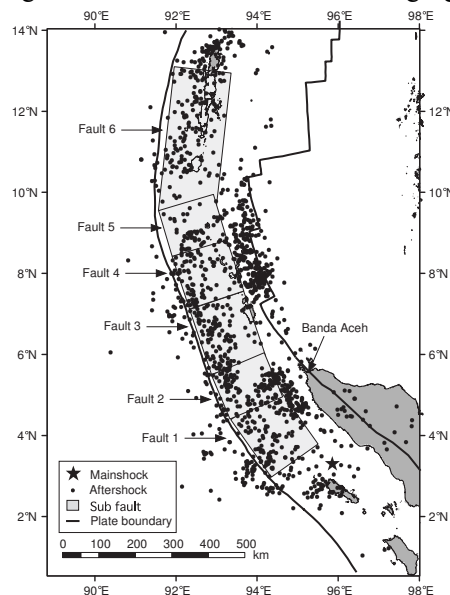 90°E 92°E 94°E 96°E 98°E
14°N 14°N
12°N 12°N
Fault 6
10°N 10°N
Fault 5
8°N 8°N
Fault 4
Fault 3
Banda Aceh
6°N 6°N
Fault 2
4°N 4°N
Fault 1
Mainshock
Aftershock
Sub fault
Plate boundary
2°N 2°N
0 100 200 300 400 500
km
90°E 92°E 94°E 96°E 98°E